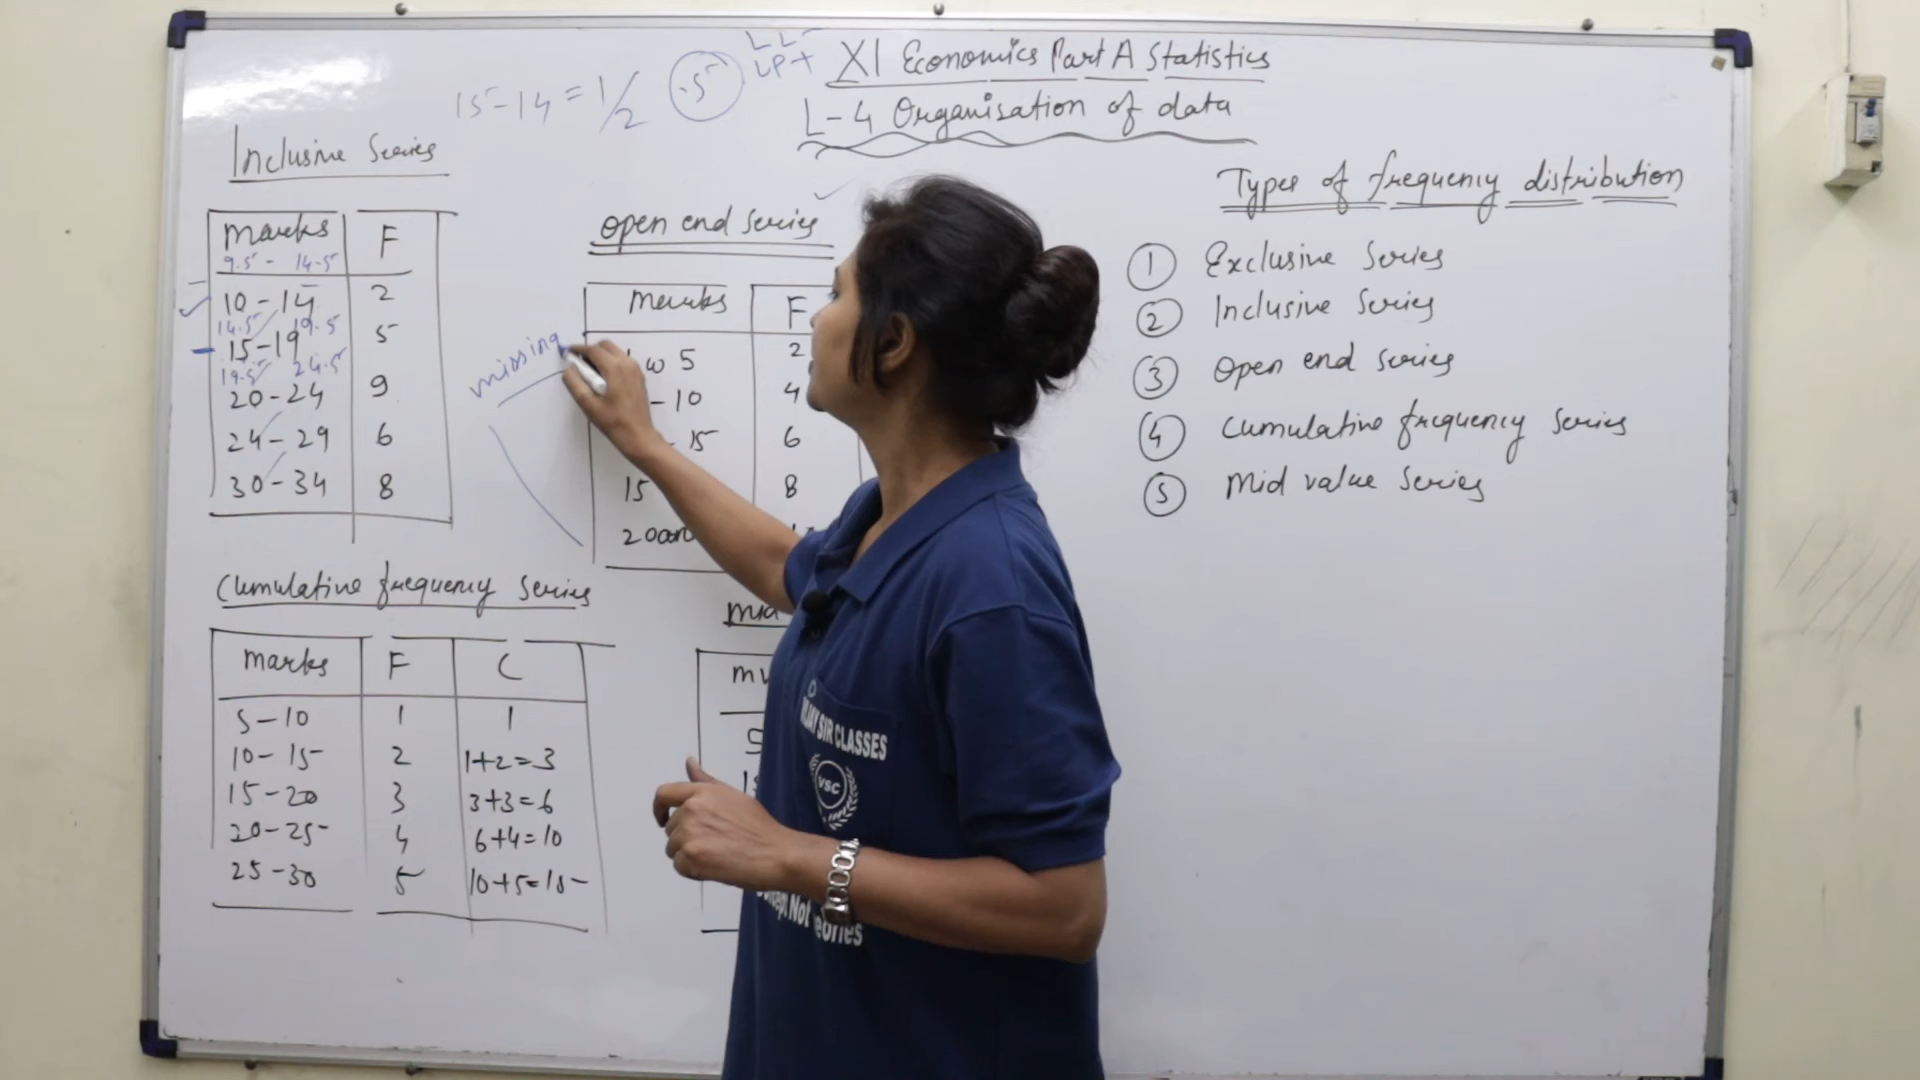 XI Economics Part A Statistics
L-4 Organisation of data
15-14=1/2 .5
L L -
UP +
Inclusive Series
Marks F
9.5- 14.5
10-14 2
14.5 19.5
15-19 5
19.5 24.5
20-24 9
24-29 6
30-34 8
missing
open end series
Marks F
5 2
-10 4
- 15 6
15 8
20
Cumulative frequency Series
Marks F C
5-10 1 1
10-15 2 1+2=3
15-20 3 3+3=6
20-25 4 6+4=10
25-30 5 10+5=15
Types of frequency distribution
1 Exclusive Series
2 Inclusive Series
3 Open end series
4 Cumulative frequency Series
5 Mid value Series
SIR CLASSES
VSC